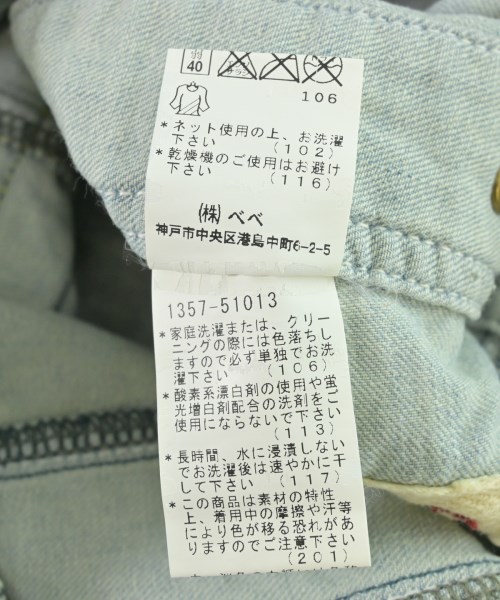 弱
40
106
*ネット使用の上、お洗濯
下さい (102)
*乾燥機のご使用はお避け
下さい (116)
(株) べべ
神戸市中央区港島中町6-2-5
1357-51013
*家庭洗濯または、クリー
ニングの際には色落ちし
ますので必ず単独でお洗
濯下さい (106)
*酸素系漂白剤の使用や蛍
光増白剤配合の洗剤をご
使用にならないで下さい
(113)
*長時間、水に浸漬しない
でお洗濯後は速やかに干
して下さい (117)
*この商品は素材の特性
上、着用中の摩擦や汗等
により色が移る恐れがあ
りますのでご注意下さい
(201)